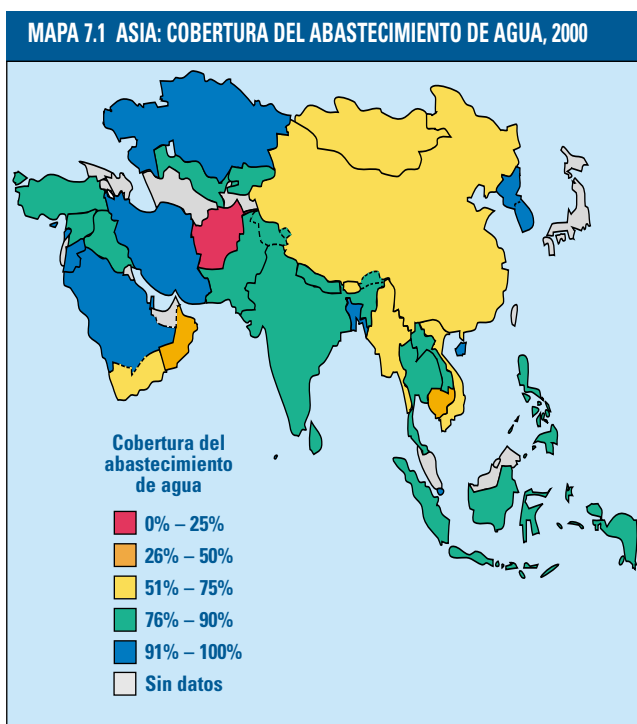 MAPA 7.1 ASIA: COBERTURA DEL ABASTECIMIENTO DE AGUA, 2000
Cobertura del
abastecimiento
de agua
0% – 25%
26% – 50%
51% – 75%
76% – 90%
91% – 100%
Sin datos